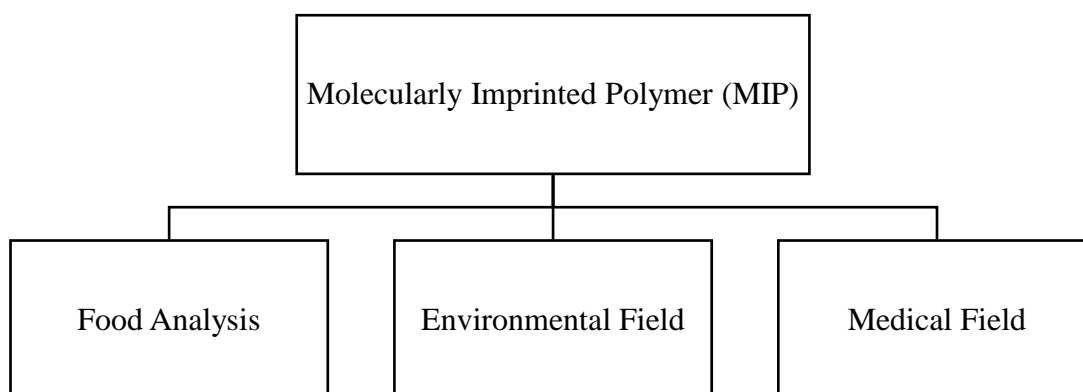 Molecularly Imprinted Polymer (MIP)
Food Analysis
Environmental Field
Medical Field